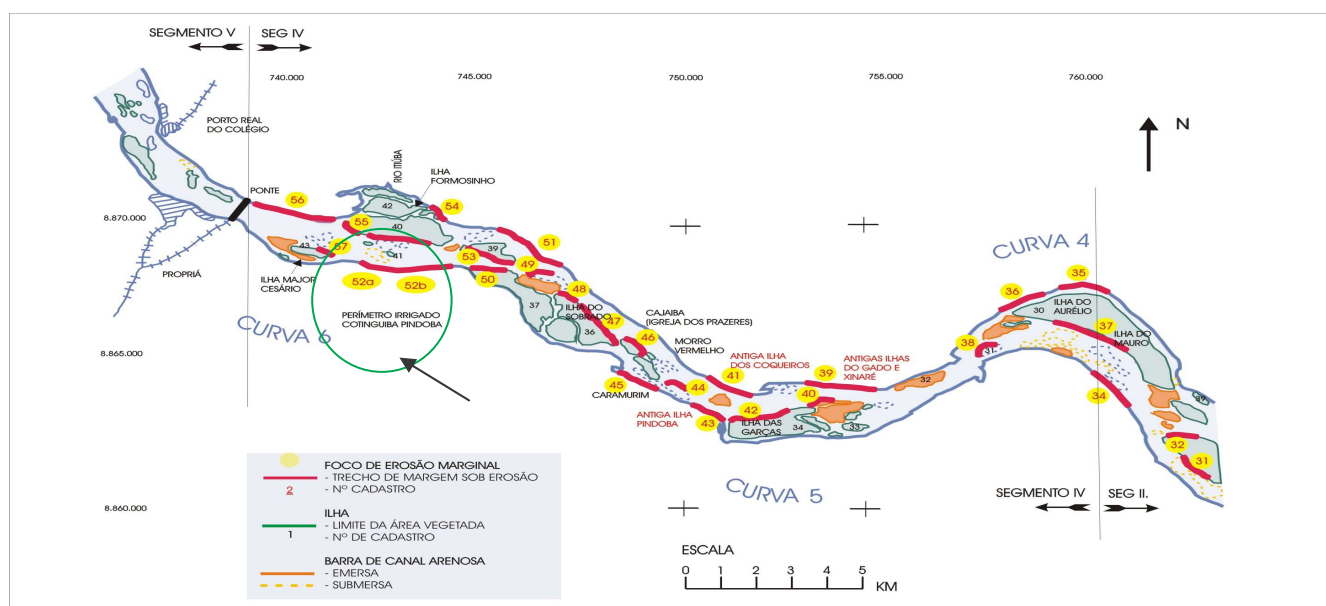 SEGMENTO V
SEG IV
740.000
745.000
750.000
755.000
760.000
N
PORTO REAL
DO COLÉGIO
RIO ITIÚBA
ILHA
FORMOSINHO
PONTE
56
42
54
8.870.000
55
40
51
CURVA 4
43
57
41
39
53
49
35
PROPRIÁ
ILHA MAJOR
CESÁRIO
52a
52b
50
48
36
30
ILHA DO
AURÉLIO
37
ILHA DO
MAURO
PERÍMETRO IRRIGADO
COTINGUIBA PINDOBA
CURVA 6
37
ILHA DO
SOBRADO
36
47
46
CAJAIBA
(IGREJA DOS PRAZERES)
MORRO
VERMELHO
38
31
8.865.000
ANTIGA ILHA
DOS COQUEIROS
ANTIGAS ILHAS
DO GADO E
XINARÉ
45
44
41
39
32
CARAMURIM
40
34
ANTIGA ILHA
PINDOBA
43
42
ILHA DAS
GARÇAS
34
33
32
31
FOCO DE EROSÃO MARGINAL
- TRECHO DE MARGEM SOB EROSÃO
2 - Nº CADASTRO
ILHA
- LIMITE DA ÁREA VEGETADA
1 - Nº DE CADASTRO
BARRA DE CANAL ARENOSA
- EMERSA
- SUBMERSA
8.860.000
CURVA 5
SEGMENTO IV
SEG II.
ESCALA
0 1 2 3 4 5
KM